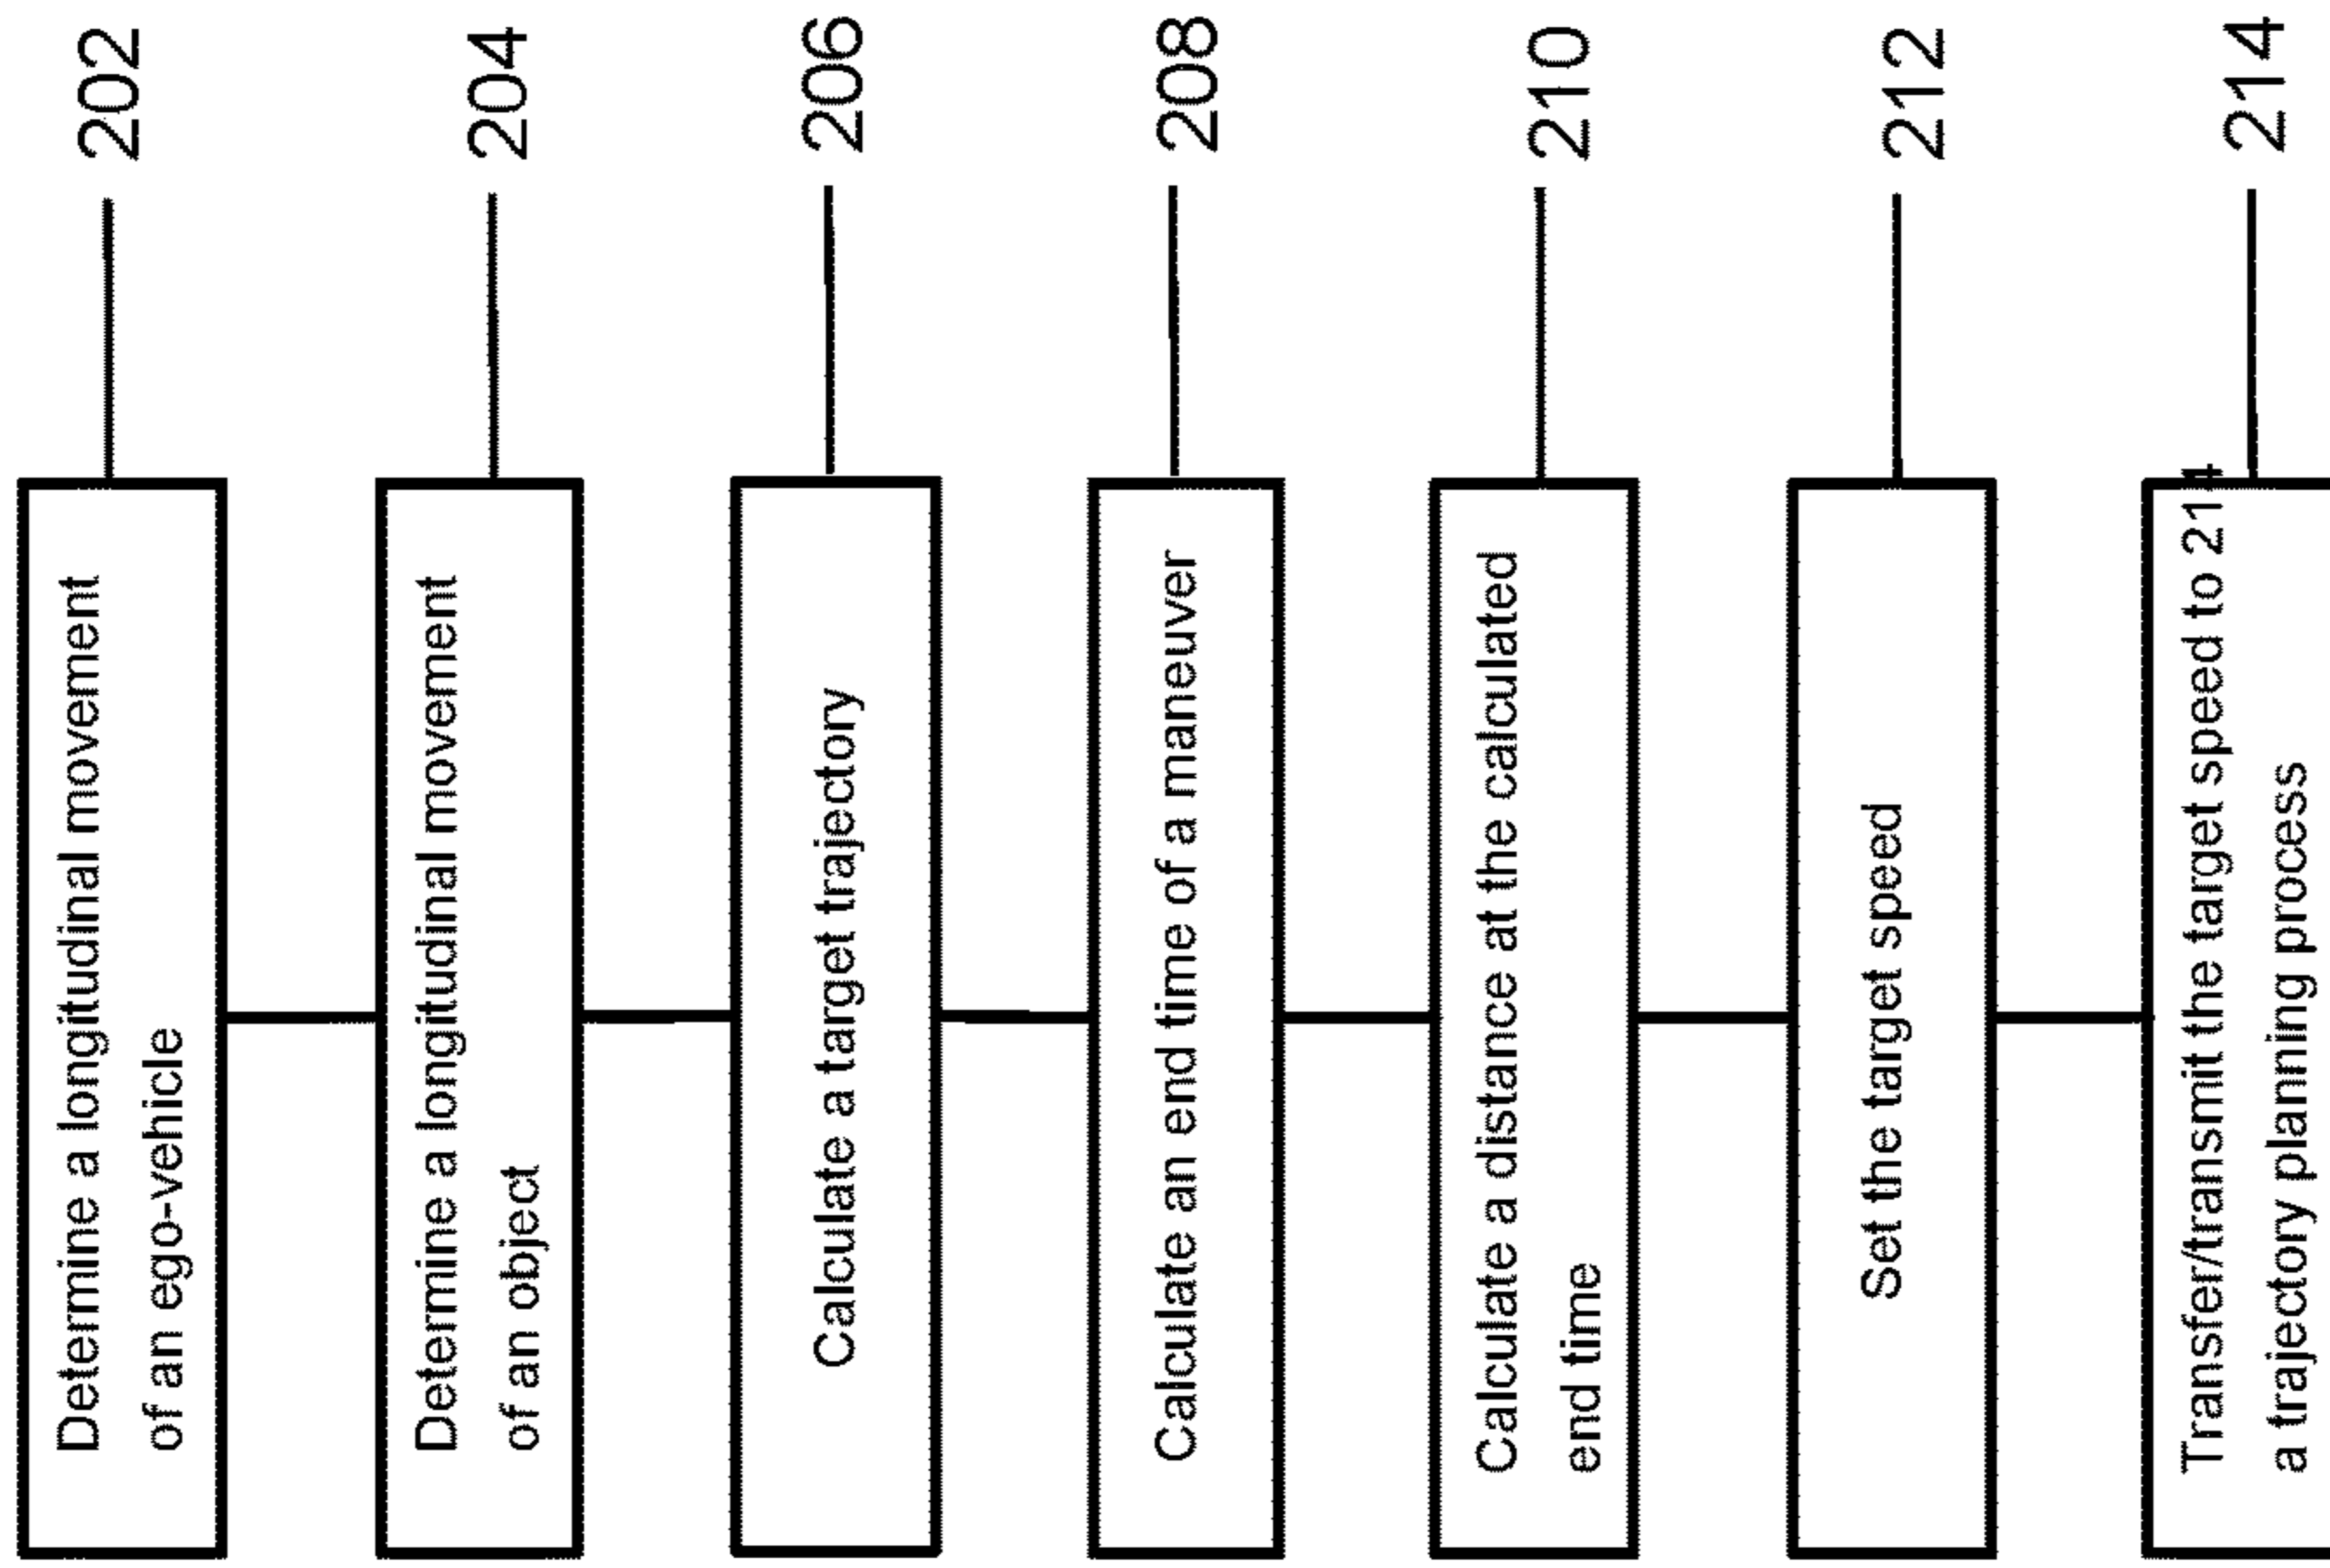 Determine a longitudinal movement
of an ego-vehicle
202
Determine a longitudinal movement
of an object
204
Calculate a target trajectory
206
Calculate an end time of a maneuver
208
Calculate a distance at the calculated
end time
210
Set the target speed
212
Transfer/transmit the target speed to 214
a trajectory planning process
214